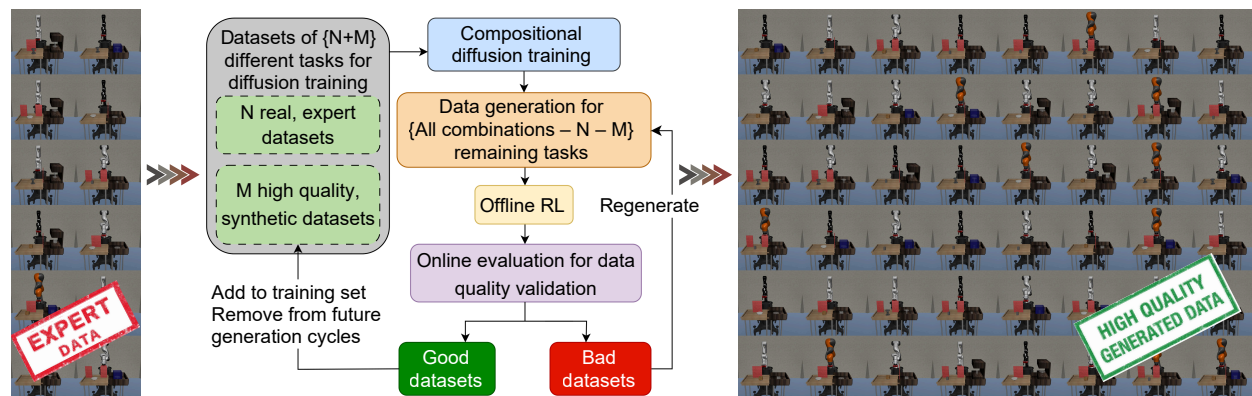 Datasets of {N+M}
different tasks for
diffusion training
N real, expert
datasets
M high quality,
synthetic datasets
Compositional
diffusion training
Data generation for
{All combinations – N – M}
remaining tasks
Offline RL
Regenerate
Online evaluation for data
quality validation
Add to training set
Remove from future
generation cycles
Good
datasets
Bad
datasets
EXPERT
DATA
HIGH QUALITY
GENERATED DATA